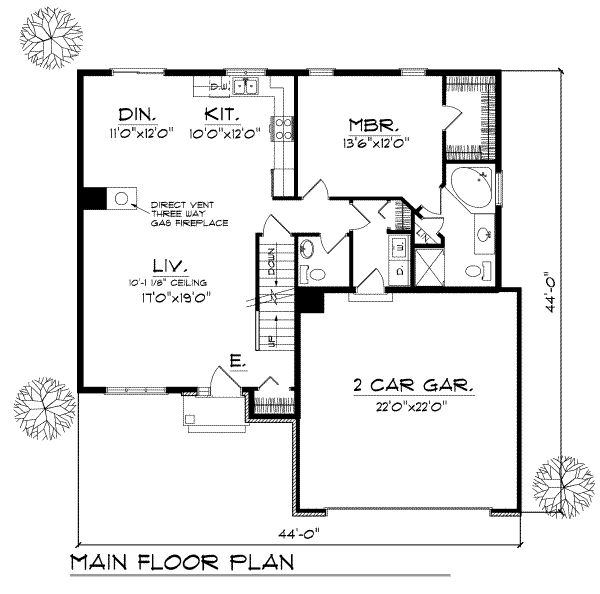 D.W.
DIN.
11'0"x12'0"
KIT.
10'0"x12'0"
MBR.
13'6"x12'0"
DIRECT VENT
THREE WAY
GAS FIREPLACE
LIN.
W.
D.
DOWN
LIV.
10'-1 1/8" CEILING
17'0"x19'0"
UP
E.
2 CAR GAR.
22'0"x22'0"
44'-0"
44'-0"
MAIN FLOOR PLAN